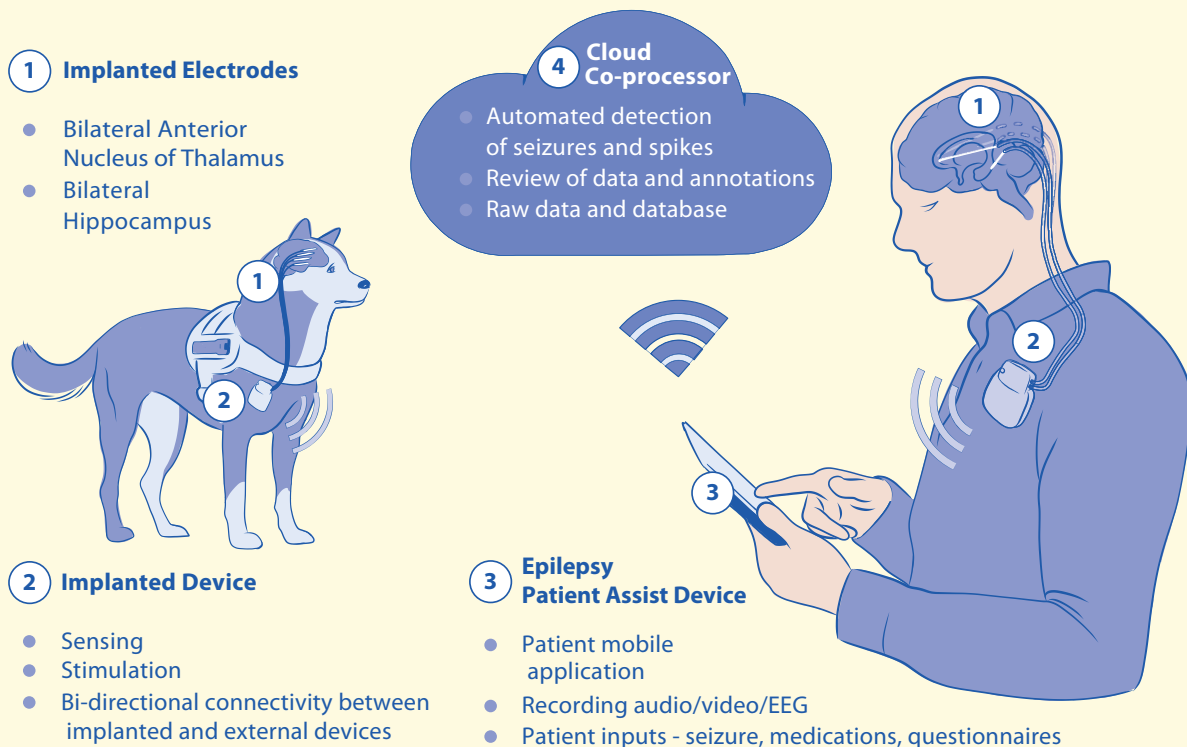 1 Implanted Electrodes
Bilateral Anterior
Nucleus of Thalamus
Bilateral
Hippocampus
4 Cloud
Co-processor
Automated detection
of seizures and spikes
Review of data and annotations
Raw data and database
1
2
1
2
3
2 Implanted Device
Sensing
Stimulation
Bi-directional connectivity between
implanted and external devices
3 Epilepsy
Patient Assist Device
Patient mobile
application
Recording audio/video/EEG
Patient inputs - seizure, medications, questionnaires